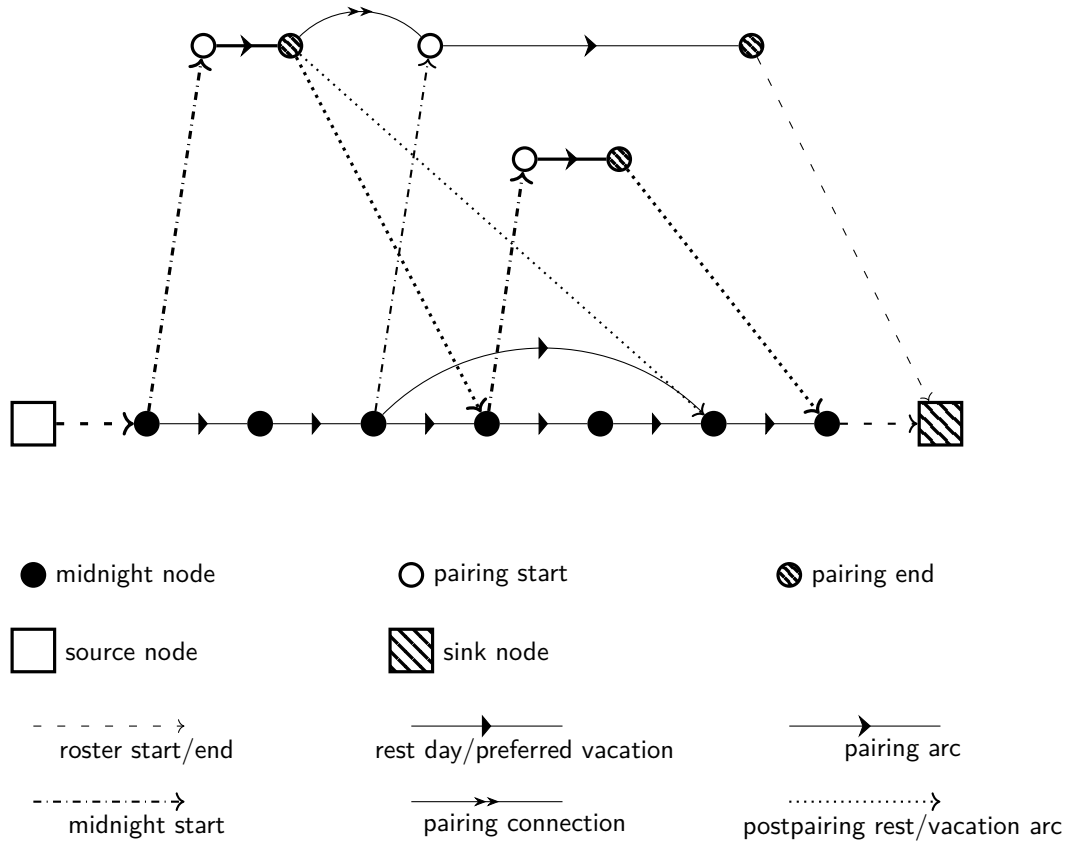 midnight node
pairing start
pairing end
source node
sink node
roster start/end
rest day/preferred vacation
pairing arc
midnight start
pairing connection
postpairing rest/vacation arc